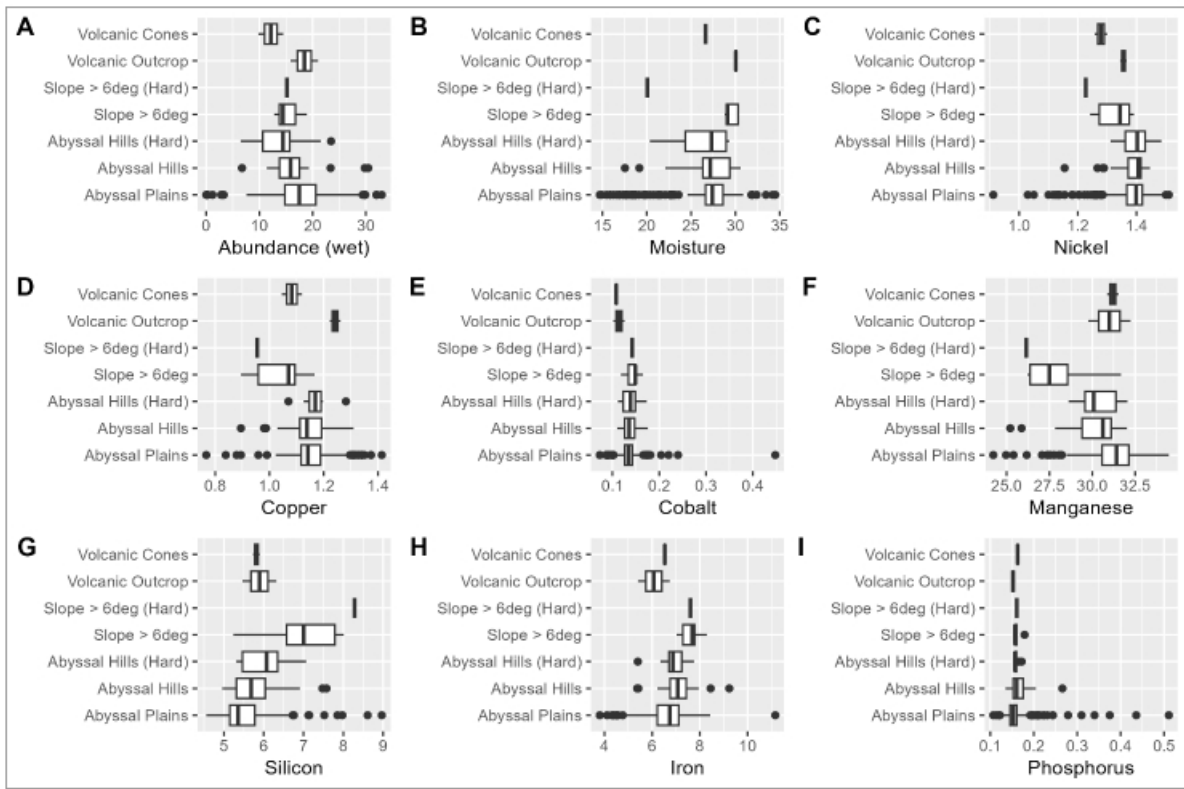 A
Volcanic Cones
Volcanic Outcrop
Slope > 6deg (Hard)
Slope > 6deg
Abyssal Hills (Hard)
Abyssal Hills
Abyssal Plains
0 10 20 30
Abundance (wet)
B
Volcanic Cones
Volcanic Outcrop
Slope > 6deg (Hard)
Slope > 6deg
Abyssal Hills (Hard)
Abyssal Hills
Abyssal Plains
15 20 25 30 35
Moisture
C
Volcanic Cones
Volcanic Outcrop
Slope > 6deg (Hard)
Slope > 6deg
Abyssal Hills (Hard)
Abyssal Hills
Abyssal Plains
1.0 1.2 1.4
Nickel
D
Volcanic Cones
Volcanic Outcrop
Slope > 6deg (Hard)
Slope > 6deg
Abyssal Hills (Hard)
Abyssal Hills
Abyssal Plains
0.8 1.0 1.2 1.4
Copper
E
Volcanic Cones
Volcanic Outcrop
Slope > 6deg (Hard)
Slope > 6deg
Abyssal Hills (Hard)
Abyssal Hills
Abyssal Plains
0.1 0.2 0.3 0.4
Cobalt
F
Volcanic Cones
Volcanic Outcrop
Slope > 6deg (Hard)
Slope > 6deg
Abyssal Hills (Hard)
Abyssal Hills
Abyssal Plains
25.0 27.5 30.0 32.5
Manganese
G
Volcanic Cones
Volcanic Outcrop
Slope > 6deg (Hard)
Slope > 6deg
Abyssal Hills (Hard)
Abyssal Hills
Abyssal Plains
5 6 7 8 9
Silicon
H
Volcanic Cones
Volcanic Outcrop
Slope > 6deg (Hard)
Slope > 6deg
Abyssal Hills (Hard)
Abyssal Hills
Abyssal Plains
4 6 8 10
Iron
I
Volcanic Cones
Volcanic Outcrop
Slope > 6deg (Hard)
Slope > 6deg
Abyssal Hills (Hard)
Abyssal Hills
Abyssal Plains
0.1 0.2 0.3 0.4 0.5
Phosphorus